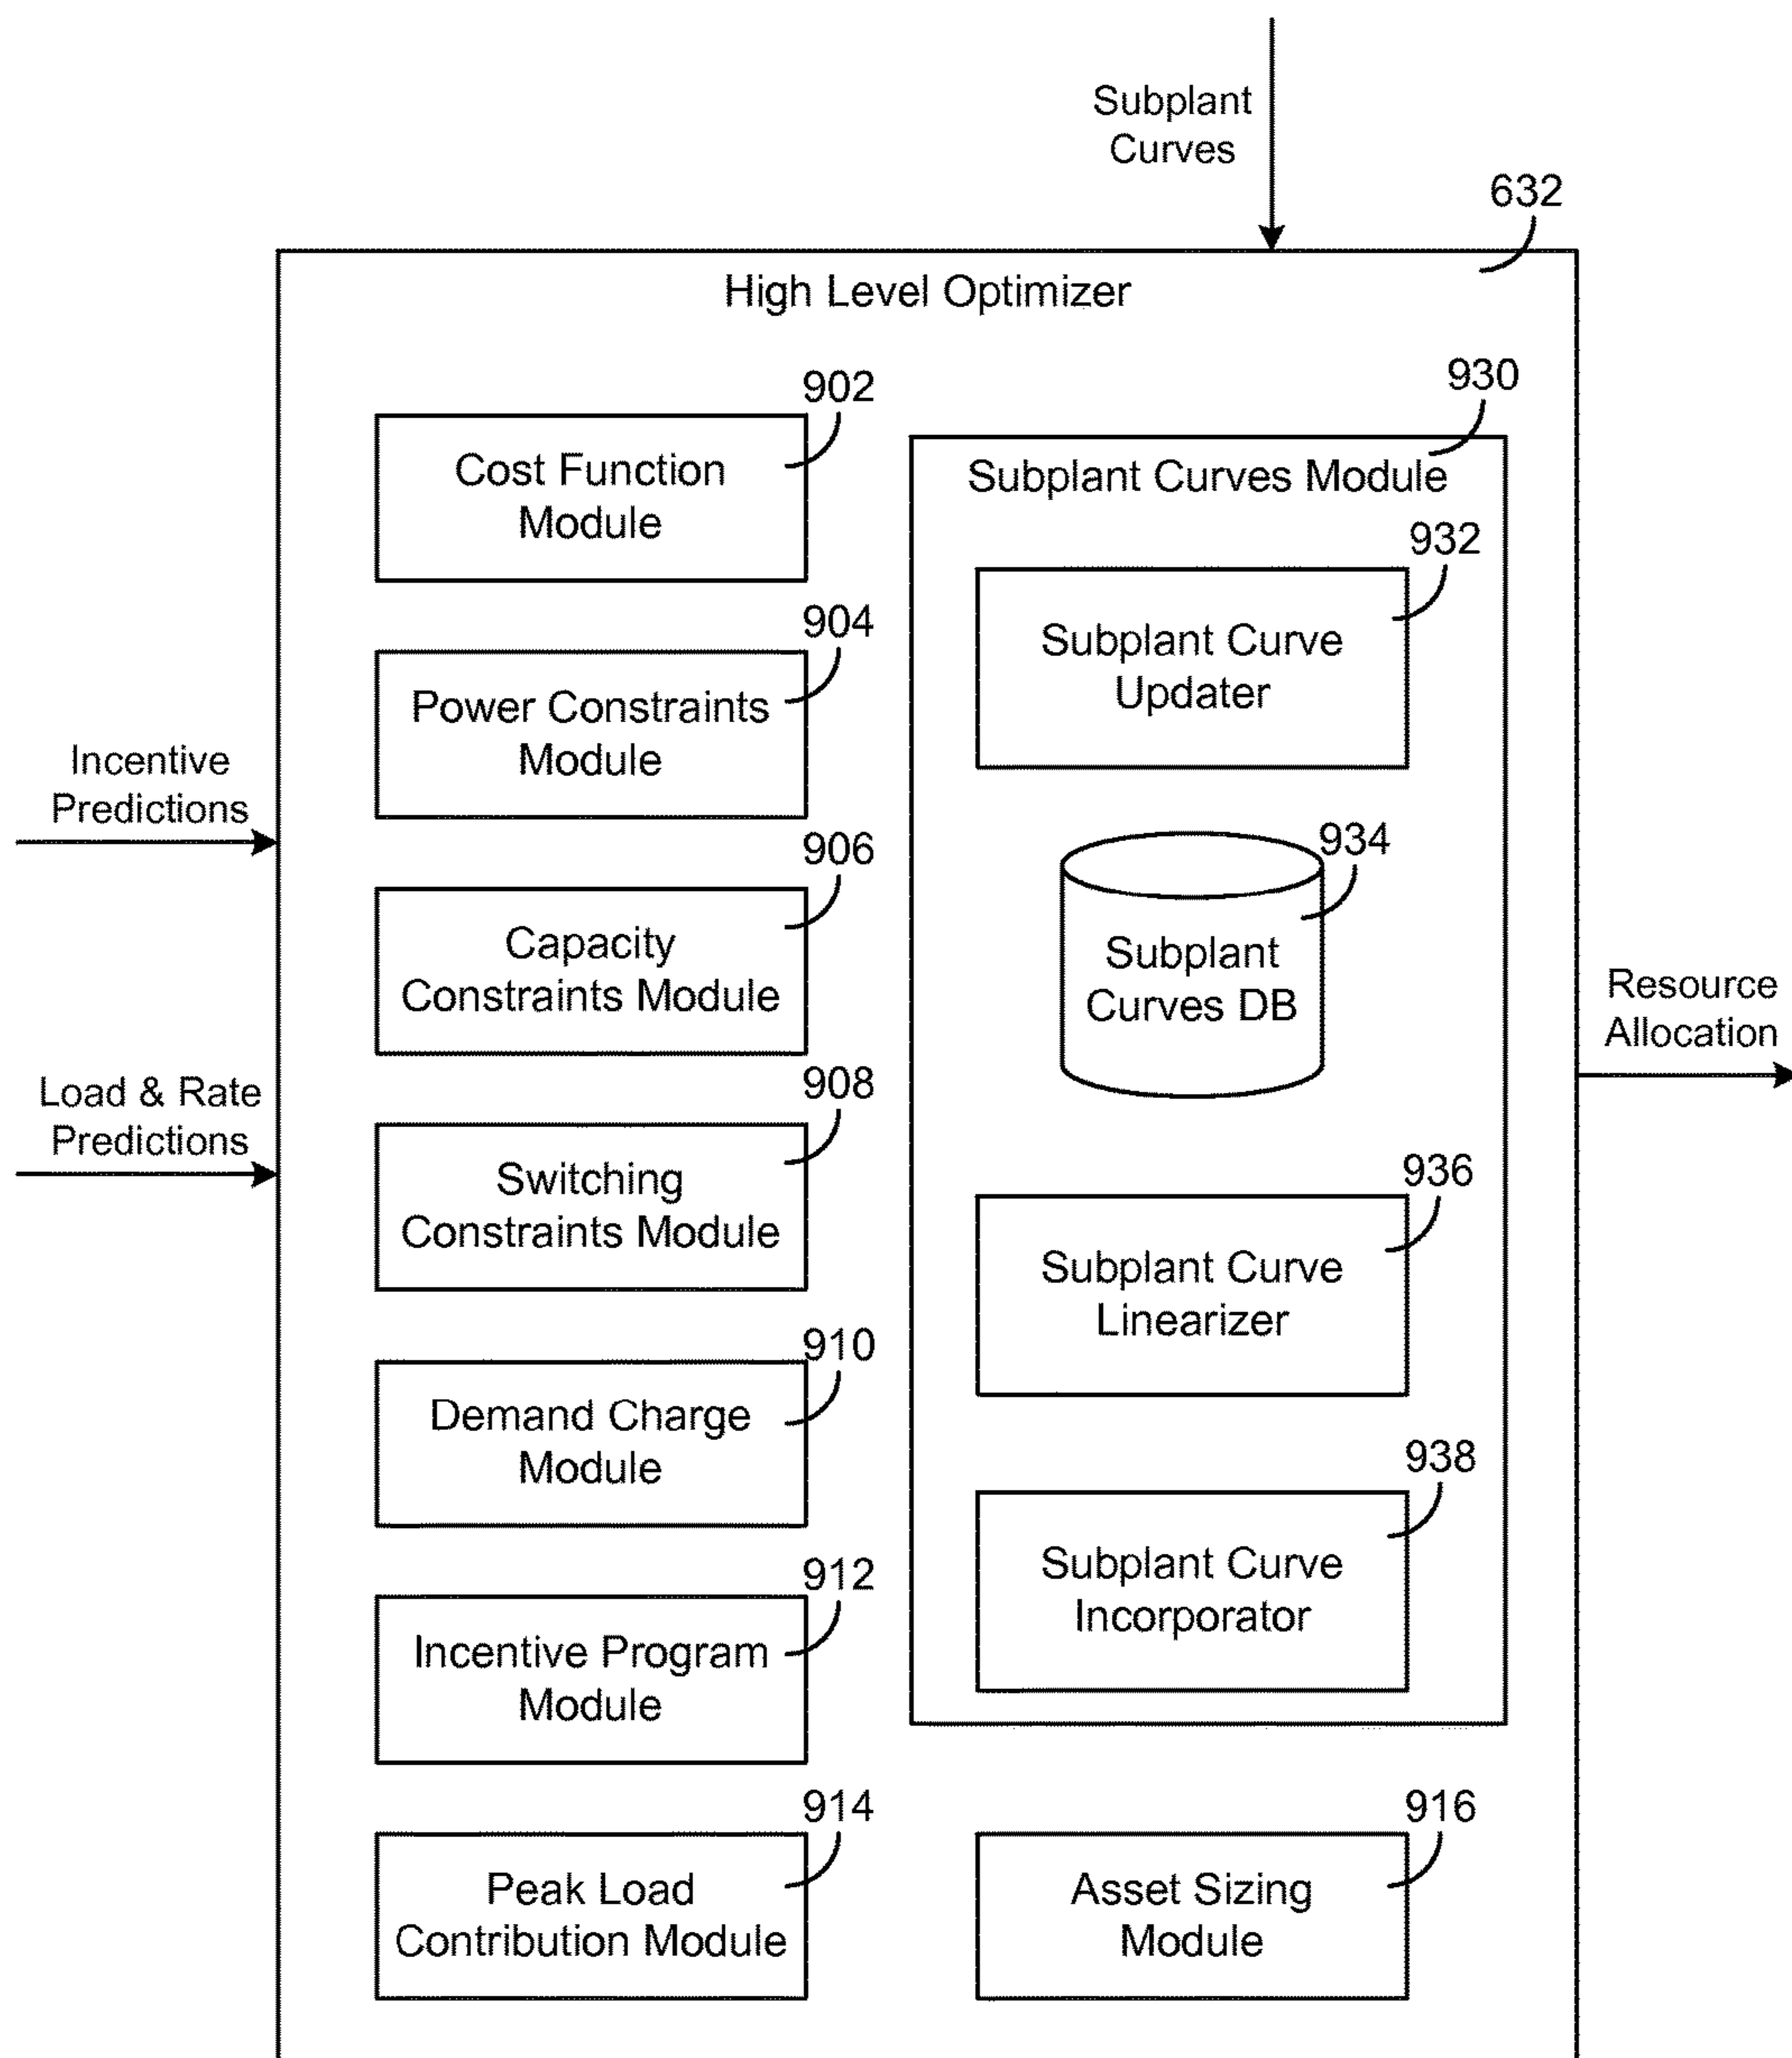 Subplant
Curves
632
High Level Optimizer
902
Cost Function
Module
904
Power Constraints
Module
906
Capacity
Constraints Module
908
Switching
Constraints Module
910
Demand Charge
Module
912
Incentive Program
Module
914
Peak Load
Contribution Module
930
Subplant Curves Module
932
Subplant Curve
Updater
934
Subplant
Curves DB
936
Subplant Curve
Linearizer
938
Subplant Curve
Incorporator
916
Asset Sizing
Module
Incentive
Predictions
Load & Rate
Predictions
Resource
Allocation